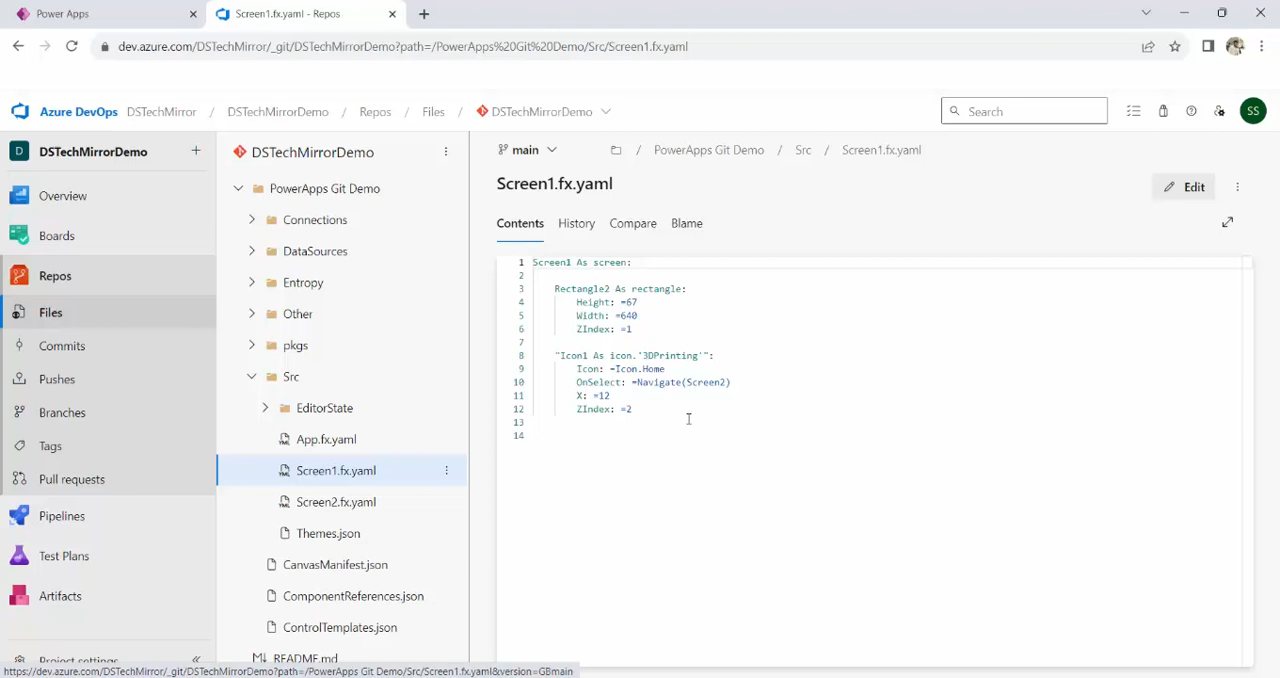 Power Apps
Screen1.fx.yaml - Repos
dev.azure.com/DSTechMirror/_git/DSTechMirrorDemo?path=/PowerApps%20Git%20Demo/Src/Screen1.fx.yaml
Azure DevOps DSTechMirror / DSTechMirrorDemo / Repos / Files / DSTechMirrorDemo
Search
SS
D DSTechMirrorDemo +
Overview
Boards
Repos
Files
Commits
Pushes
Branches
Tags
Pull requests
Pipelines
Test Plans
Artifacts
Project settings
DSTechMirrorDemo
PowerApps Git Demo
Connections
DataSources
Entropy
Other
pkgs
Src
EditorState
App.fx.yaml
Screen1.fx.yaml
Screen2.fx.yaml
Themes.json
CanvasManifest.json
ComponentReferences.json
ControlTemplates.json
README.md
main / PowerApps Git Demo / Src / Screen1.fx.yaml
Screen1.fx.yaml
Edit
Contents History Compare Blame
1 Screen1 As screen:
2
3 Rectangle2 As rectangle:
4 Height: =67
5 Width: =640
6 ZIndex: =1
7
8 "Icon1 As icon.'3DPrinting'":
9 Icon: =Icon.Home
10 OnSelect: =Navigate(Screen2)
11 X: =12
12 ZIndex: =2
13
14
https://dev.azure.com/DSTechMirror/_git/DSTechMirrorDemo?path=/PowerApps Git Demo/Src/Screen1.fx.yaml&version=GBmain